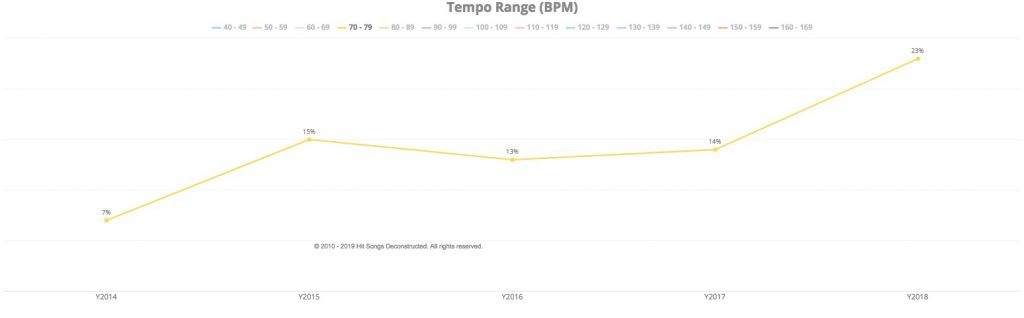 Tempo Range (BPM)
40 - 49 50 - 59 60 - 69 70 - 79 80 - 89 90 - 99 100 - 109 110 - 119 120 - 129 130 - 139 140 - 149 150 - 159 160 - 169
23%
15%
14%
13%
7%
© 2010 - 2019 Hit Songs Deconstructed. All rights reserved.
Y2014 Y2015 Y2016 Y2017 Y2018